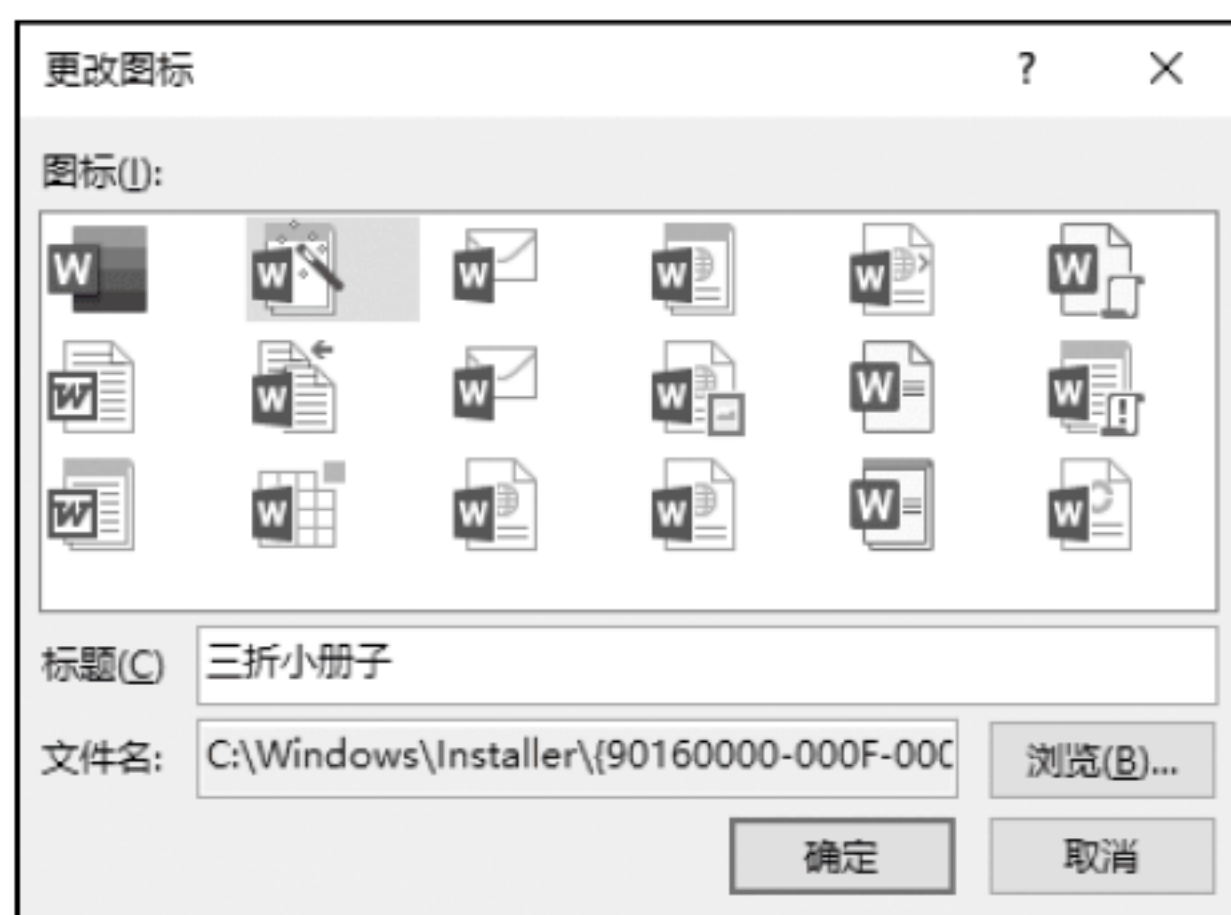 更改图标
?
图标(I):
标题(C)
三折小册子
文件名:
C:\Windows\Installer\{90160000-000F-000
浏览(B)...
确定
取消